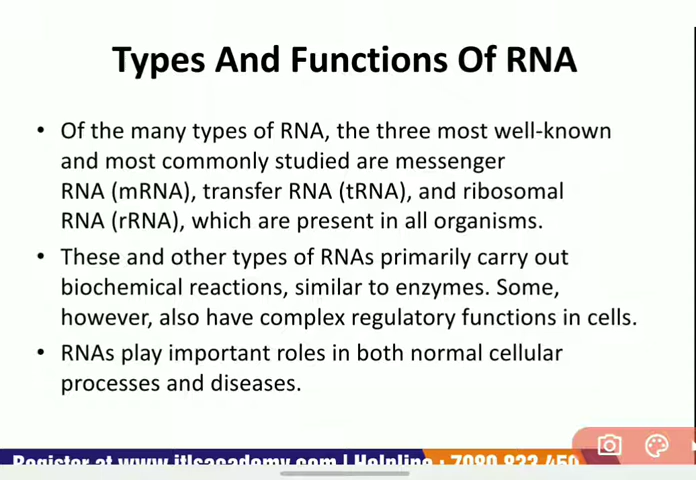 Types And Functions Of RNA
• Of the many types of RNA, the three most well-known
and most commonly studied are messenger
RNA (mRNA), transfer RNA (tRNA), and ribosomal
RNA (rRNA), which are present in all organisms.
• These and other types of RNAs primarily carry out
biochemical reactions, similar to enzymes. Some,
however, also have complex regulatory functions in cells.
• RNAs play important roles in both normal cellular
processes and diseases.
Register at www.itlsacademy.com | Helpline : 7080 822 450